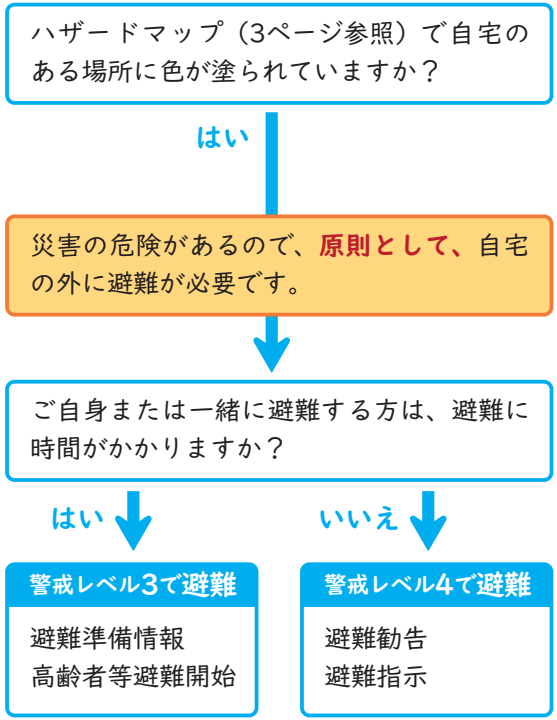 ハザードマップ（3ページ参照）で自宅の
ある場所に色が塗られていますか？
はい
災害の危険があるので、原則として、自宅
の外に避難が必要です。
ご自身または一緒に避難する方は、避難に
時間がかかりますか？
はい
いいえ
警戒レベル3で避難
避難準備情報
高齢者等避難開始
警戒レベル4で避難
避難勧告
避難指示